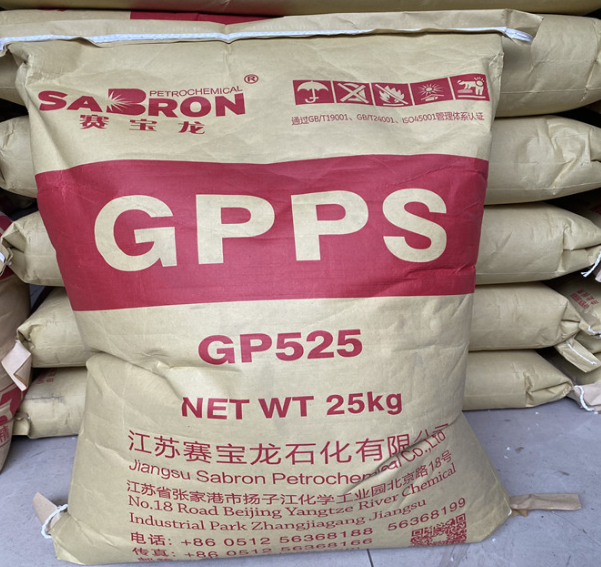 PETROCHEMICAL
SABRON®
赛宝龙
通过GB/T19001、GB/T24001、ISO45001管理体系认证
GPPS
GP525
NET WT 25kg
江苏赛宝龙石化有限公司
Jiangsu Sabron Petrochemical Co.,Ltd
江苏省张家港市扬子江化学工业园北京路18号
No.18 Road Beijing Yangtze River Chemical
Industrial Park Zhangjiagang Jiangsu
电话: +86 0512 56368188 56368199
传真: +86 0512 56368166